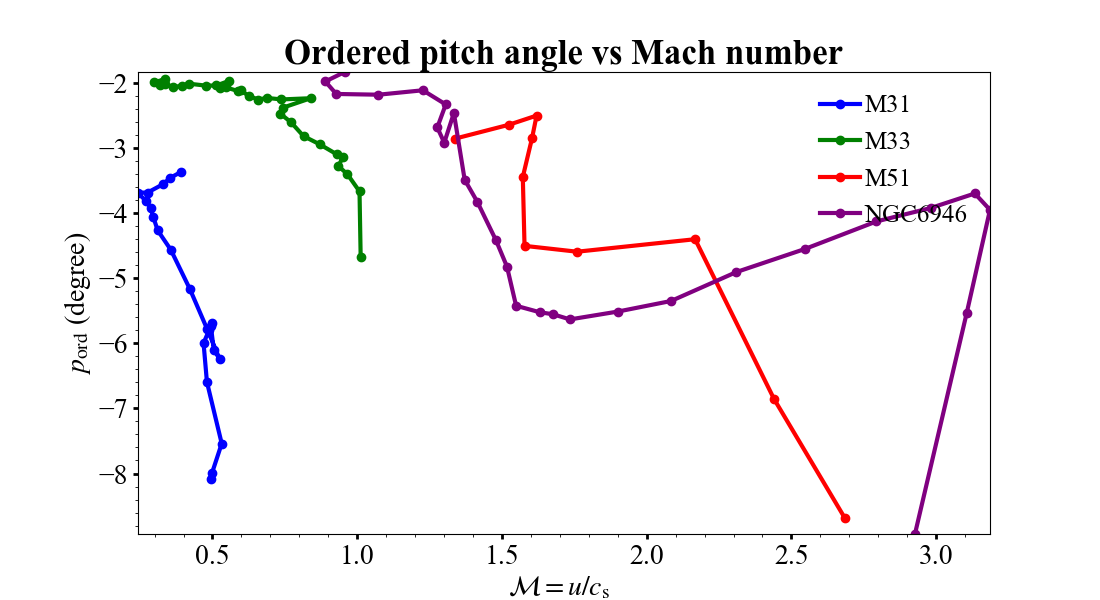 Ordered pitch angle vs Mach number
−2
−3
−4
−5
−6
−7
−8
p_ord (degree)
M31
M33
M51
NGC6946
0.5 1.0 1.5 2.0 2.5 3.0
ℳ = u/c_s